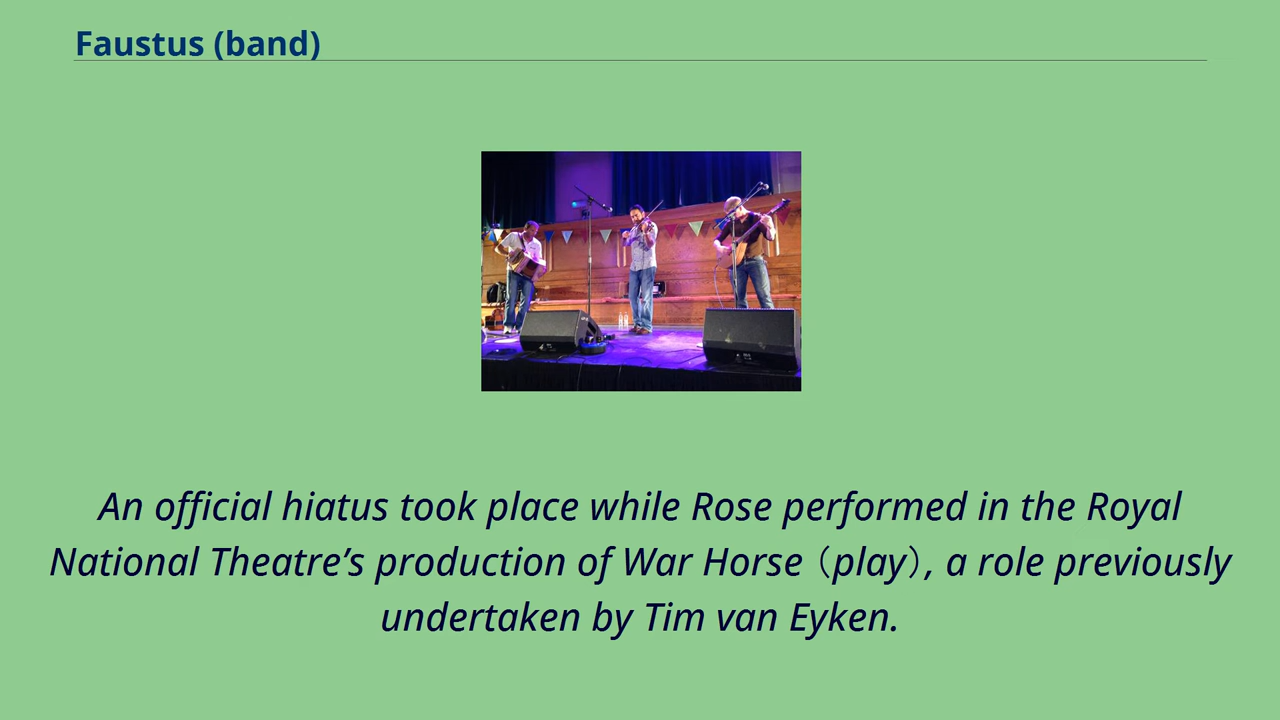 Faustus (band)
An official hiatus took place while Rose performed in the Royal
National Theatre’s production of War Horse（play）, a role previously
undertaken by Tim van Eyken.